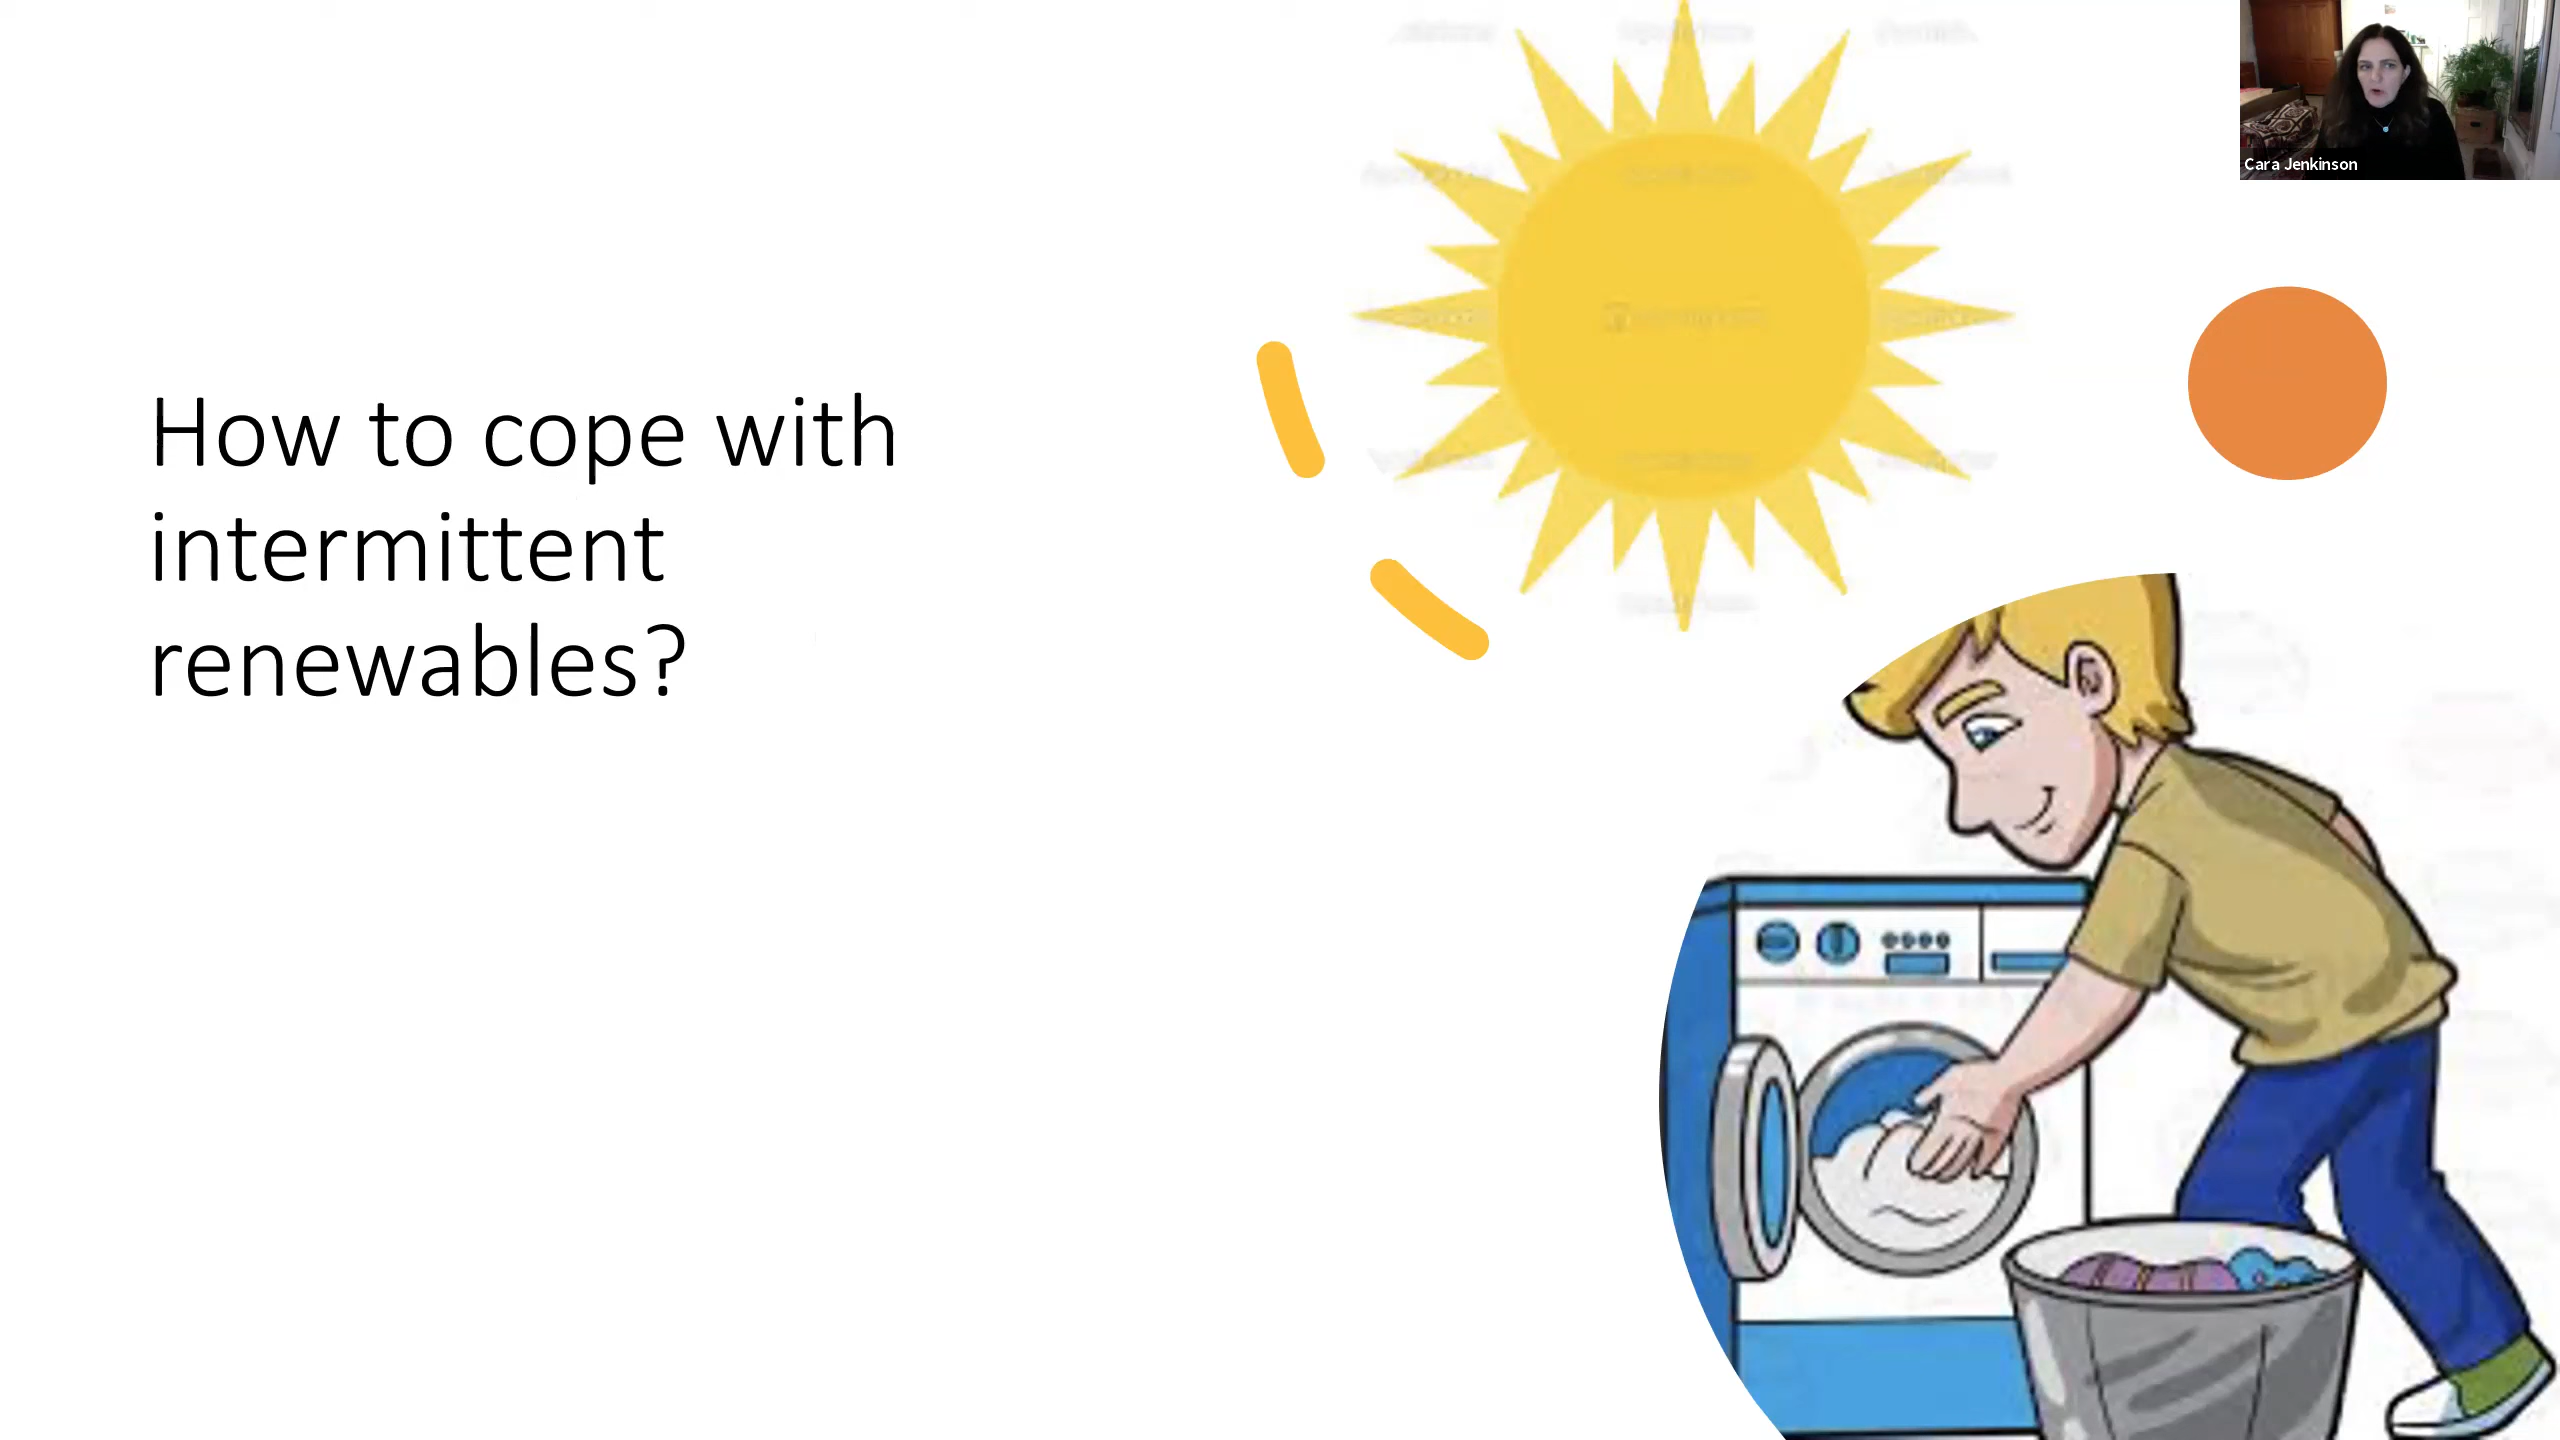 Cara Jenkinson
How to cope with
intermittent
renewables?